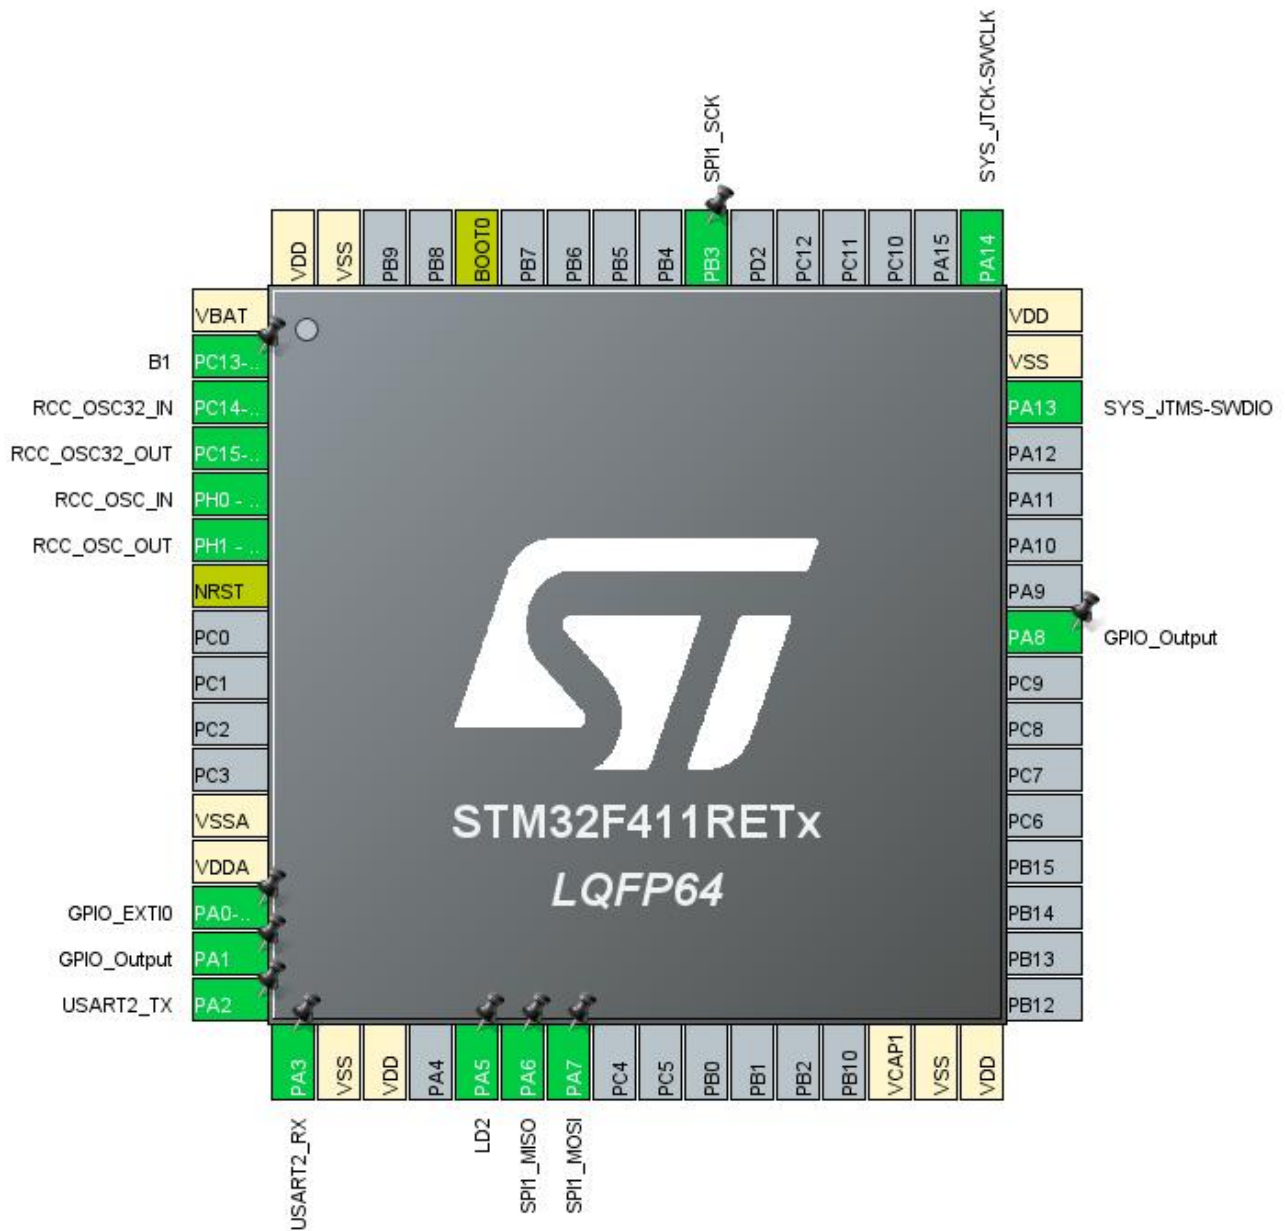 SPI1_SCK
SYS_JTCK-SWCLK
VDD
VSS
PB9
PB8
BOOT0
PB7
PB6
PB5
PB4
PB3
PD2
PC12
PC11
PC10
PA15
PA14
VBAT
B1 PC13-..
RCC_OSC32_IN PC14-..
RCC_OSC32_OUT PC15-..
RCC_OSC_IN PH0 - ..
RCC_OSC_OUT PH1 - ..
NRST
PC0
PC1
PC2
PC3
VSSA
VDDA
GPIO_EXTI0 PA0-..
GPIO_Output PA1
USART2_TX PA2
ST
STM32F411RETx
LQFP64
VDD
VSS
PA13 SYS_JTMS-SWDIO
PA12
PA11
PA10
PA9
PA8 GPIO_Output
PC9
PC8
PC7
PC6
PB15
PB14
PB13
PB12
PA3
VSS
VDD
PA4
PA5
PA6
PA7
PC4
PC5
PB0
PB1
PB2
PB10
VCAP1
VSS
VDD
USART2_RX
LD2
SPI1_MISO
SPI1_MOSI